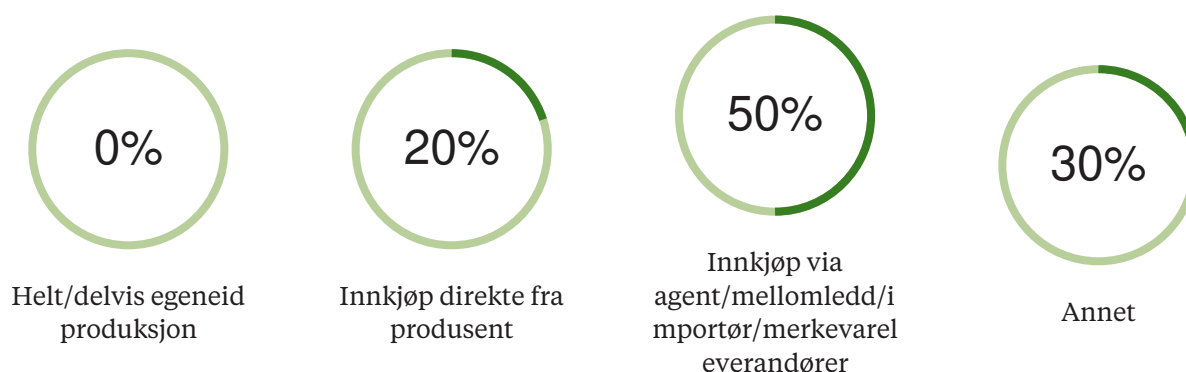 0%
Helt/delvis egeneid
produksjon
20%
Innkjøp direkte fra
produsent
50%
Innkjøp via
agent/mellomledd/i
mportør/merkevarel
everandører
30%
Annet